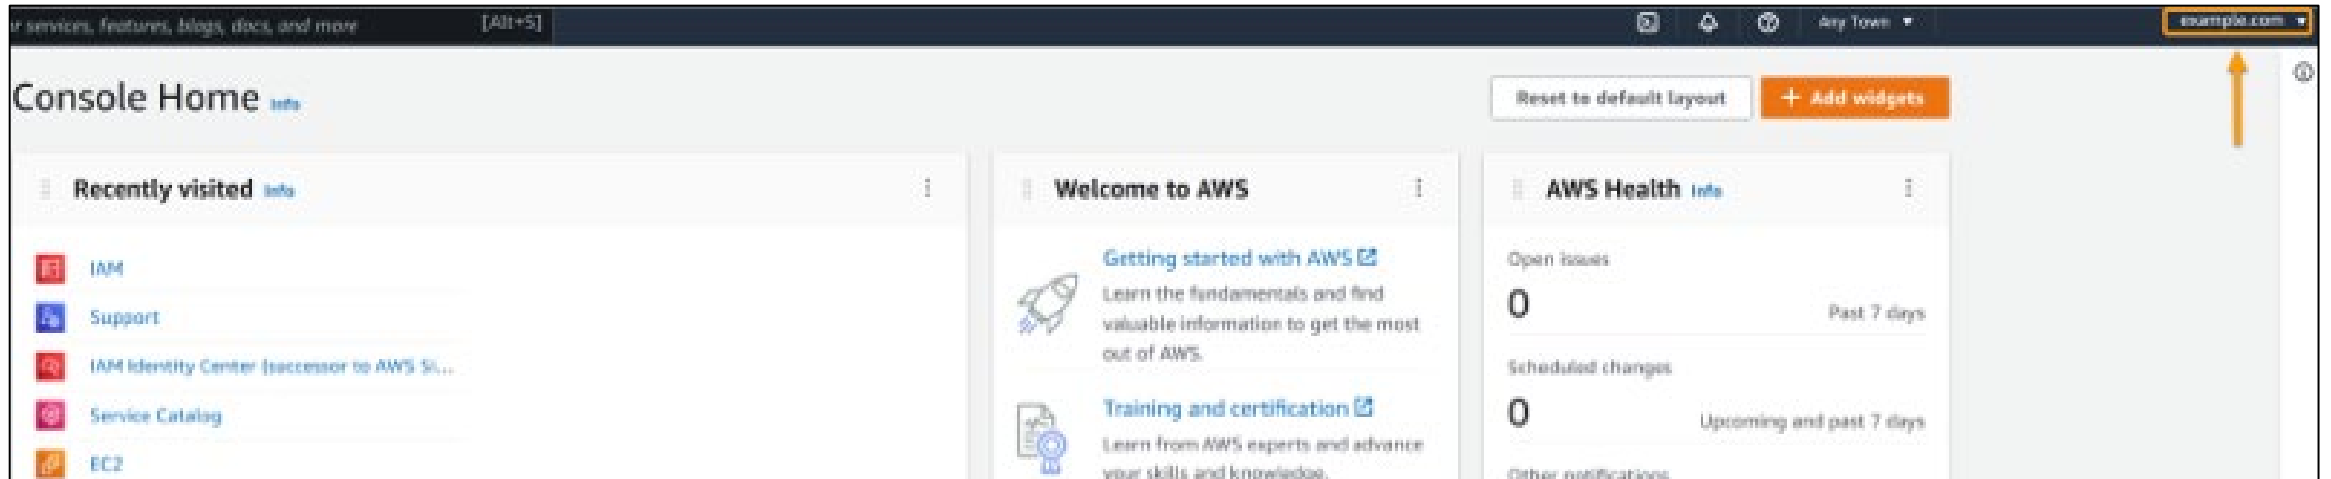 r services, features, blogs, docs, and more [Alt+S] Any Town example.com
Console Home Info Reset to default layout + Add widgets
Recently visited Info
IAM
Support
IAM Identity Center (successor to AWS Si...
Service Catalog
EC2
Welcome to AWS
Getting started with AWS
Learn the fundamentals and find
valuable information to get the most
out of AWS.
Training and certification
Learn from AWS experts and advance
your skills and knowledge.
AWS Health Info
Open issues
0 Past 7 days
Scheduled changes
0 Upcoming and past 7 days
Other notifications